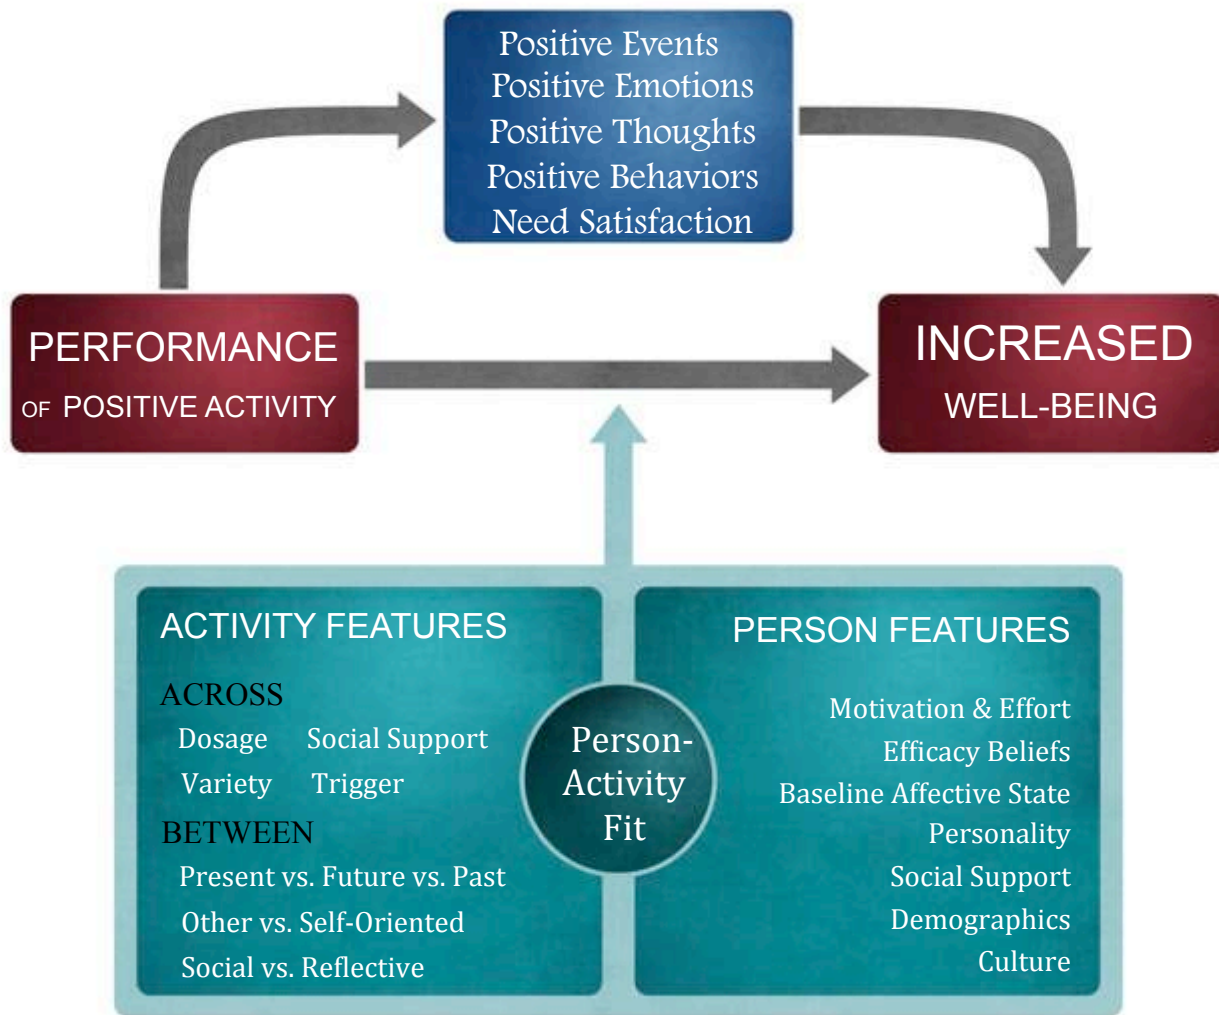 Positive Events
Positive Emotions
Positive Thoughts
Positive Behaviors
Need Satisfaction
PERFORMANCE
OF POSITIVE ACTIVITY
INCREASED
WELL-BEING
ACTIVITY FEATURES
ACROSS
Dosage Social Support
Variety Trigger
BETWEEN
Present vs. Future vs. Past
Other vs. Self-Oriented
Social vs. Reflective
Person-
Activity
Fit
PERSON FEATURES
Motivation & Effort
Efficacy Beliefs
Baseline Affective State
Personality
Social Support
Demographics
Culture